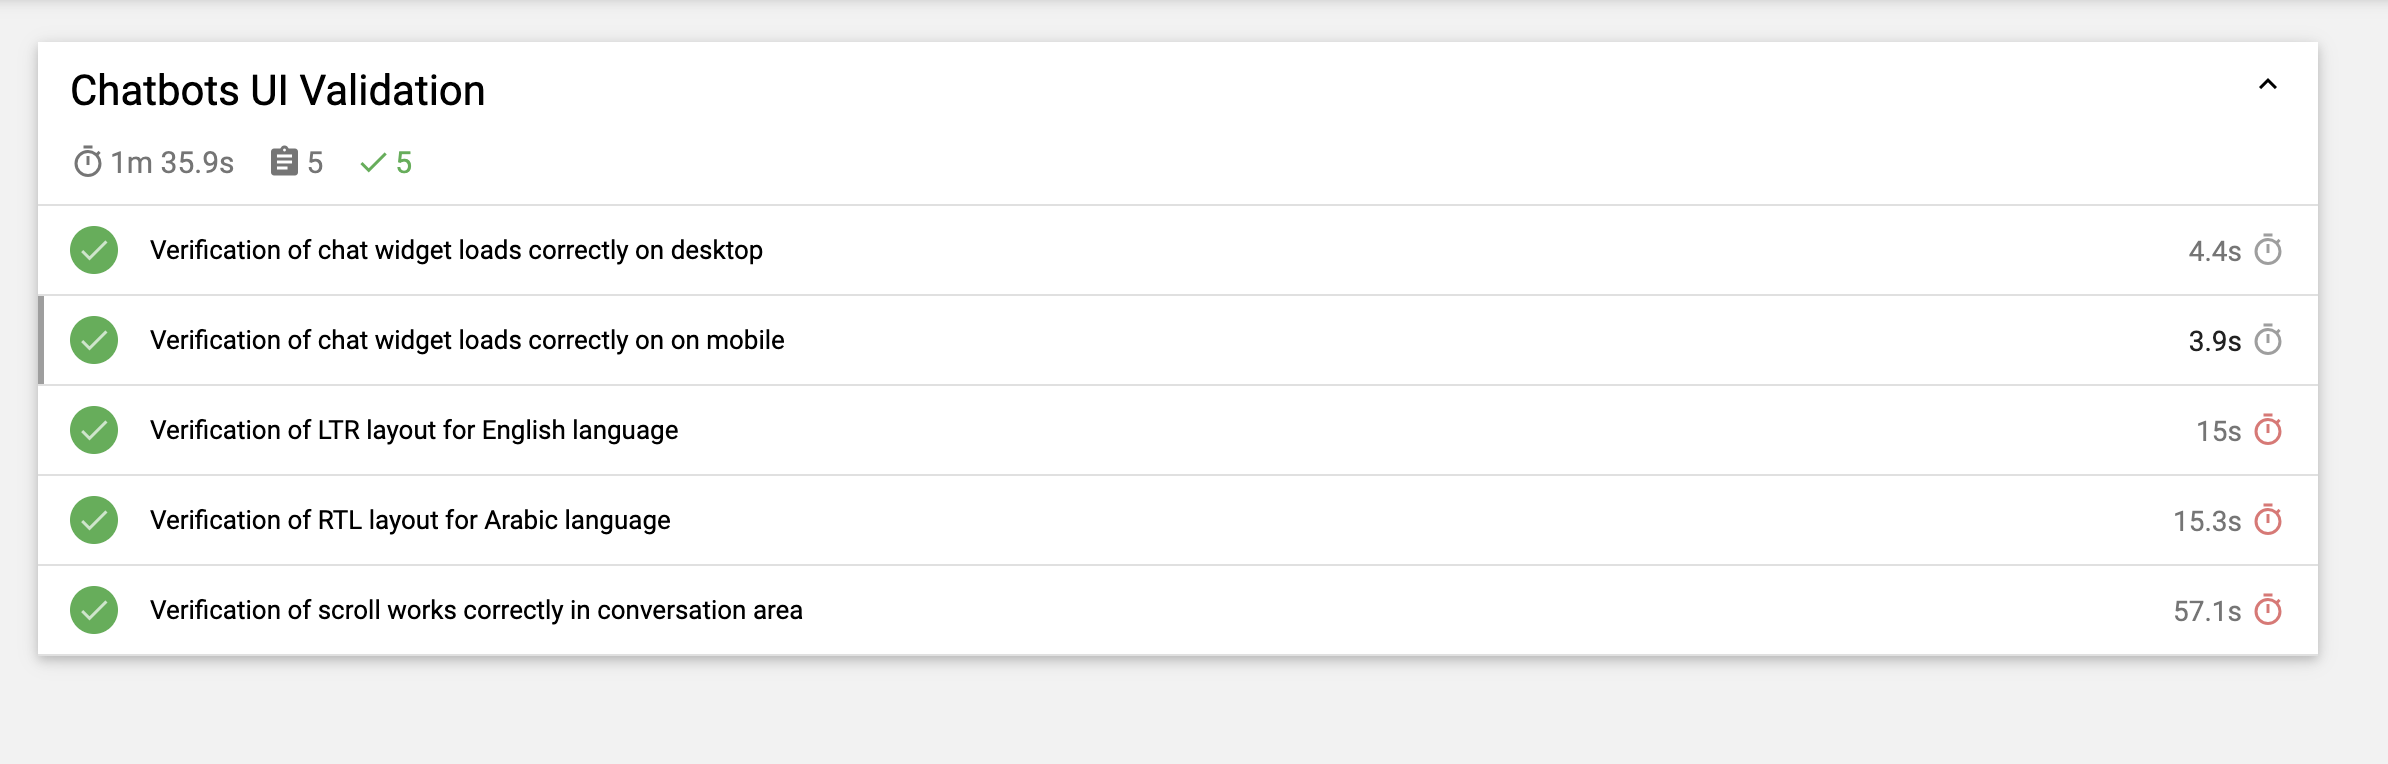 Chatbots UI Validation
1m 35.9s 5 5
Verification of chat widget loads correctly on desktop 4.4s
Verification of chat widget loads correctly on on mobile 3.9s
Verification of LTR layout for English language 15s
Verification of RTL layout for Arabic language 15.3s
Verification of scroll works correctly in conversation area 57.1s